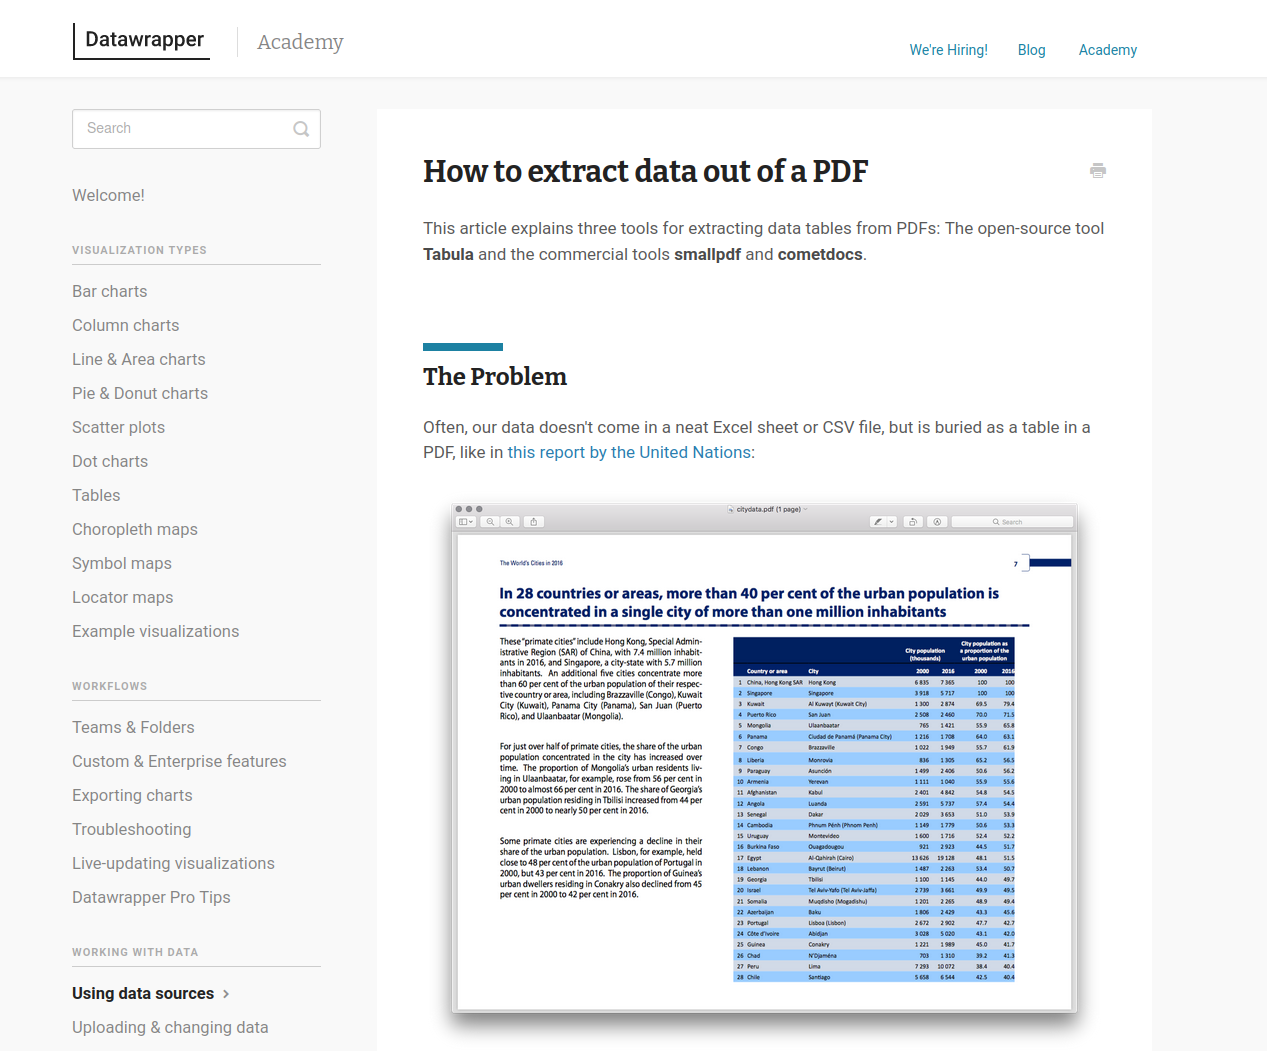 Datawrapper
Academy
We're Hiring!
Blog
Academy
Search
Welcome!
VISUALIZATION TYPES
Bar charts
Column charts
Line & Area charts
Pie & Donut charts
Scatter plots
Dot charts
Tables
Choropleth maps
Symbol maps
Locator maps
Example visualizations
WORKFLOWS
Teams & Folders
Custom & Enterprise features
Exporting charts
Troubleshooting
Live-updating visualizations
Datawrapper Pro Tips
WORKING WITH DATA
Using data sources
Uploading & changing data
How to extract data out of a PDF
This article explains three tools for extracting data tables from PDFs: The open-source tool
Tabula and the commercial tools smallpdf and cometdocs.
The Problem
Often, our data doesn't come in a neat Excel sheet or CSV file, but is buried as a table in a
PDF, like in this report by the United Nations:
citydata.pdf (1 page)
Search
The World's Cities in 2016
7
In 28 countries or areas, more than 40 per cent of the urban population is
concentrated in a single city of more than one million inhabitants
These "primate cities" include Hong Kong, Special Admin-
istrative Region (SAR) of China, with 7.4 million inhabit-
ants in 2016, and Singapore, a city-state with 5.7 million
inhabitants. An additional five cities concentrate more
than 60 per cent of the urban population of their respec-
tive country or area, including Brazzaville (Congo), Kuwait
City (Kuwait), Panama City (Panama), San Juan (Puerto
Rico), and Ulaanbaatar (Mongolia).
For just over half of primate cities, the share of the urban
population concentrated in the city has increased over
time. The proportion of Mongolia's urban residents liv-
ing in Ulaanbaatar, for example, rose from 56 per cent in
2000 to almost 66 per cent in 2016. The share of Georgia's
urban population residing in Tbilisi increased from 44 per
cent in 2000 to nearly 50 per cent in 2016.
Some primate cities are experiencing a decline in their
share of the urban population. Lisbon, for example, held
close to 48 per cent of the urban population of Portugal in
2000, but 43 per cent in 2016. The proportion of Guinea's
urban dwellers residing in Conakry also declined from 45
per cent in 2000 to 42 per cent in 2016.
City population (thousands)
City population as a proportion of the urban population
Country or area City 2000 2016 2000 2016
1 China, Hong Kong SAR Hong Kong 6 835 7 365 100 100
2 Singapore Singapore 3 918 5 717 100 100
3 Kuwait Al Kuwayt (Kuwait City) 1 300 2 874 69.5 79.4
4 Puerto Rico San Juan 2 508 2 460 70.0 71.5
5 Mongolia Ulaanbaatar 765 1 421 55.9 65.8
6 Panama Ciudad de Panamá (Panama City) 1 216 1 708 64.0 63.1
7 Congo Brazzaville 1 022 1 949 55.7 61.9
8 Liberia Monrovia 836 1 305 65.2 56.5
9 Paraguay Asunción 1 499 2 406 50.6 56.2
10 Armenia Yerevan 1 111 1 040 55.9 55.6
11 Afghanistan Kabul 2 401 4 842 54.8 54.5
12 Angola Luanda 2 591 5 737 57.4 54.4
13 Senegal Dakar 2 029 3 653 51.0 53.9
14 Cambodia Phnum Pénh (Phnom Penh) 1 149 1 779 50.6 53.3
15 Uruguay Montevideo 1 600 1 716 52.4 52.2
16 Burkina Faso Ouagadougou 921 2 923 44.5 51.7
17 Egypt Al-Qahirah (Cairo) 13 626 19 128 48.1 51.5
18 Lebanon Bayrut (Beirut) 1 487 2 263 53.4 50.7
19 Georgia Tbilisi 1 100 1 145 44.0 49.7
20 Israel Tel Aviv-Yafo (Tel Aviv-Jaffa) 2 739 3 661 49.9 49.5
21 Somalia Muqdisho (Mogadishu) 1 201 2 265 48.9 49.4
22 Azerbaijan Baku 1 806 2 429 43.3 45.6
23 Portugal Lisboa (Lisbon) 2 672 2 902 47.7 42.7
24 Côte d'Ivoire Abidjan 3 028 5 020 43.1 42.0
25 Guinea Conakry 1 221 1 989 45.0 41.7
26 Chad N'Djaména 703 1 310 39.2 41.3
27 Peru Lima 7 293 10 072 38.4 40.4
28 Chile Santiago 5 658 6 544 42.5 40.4